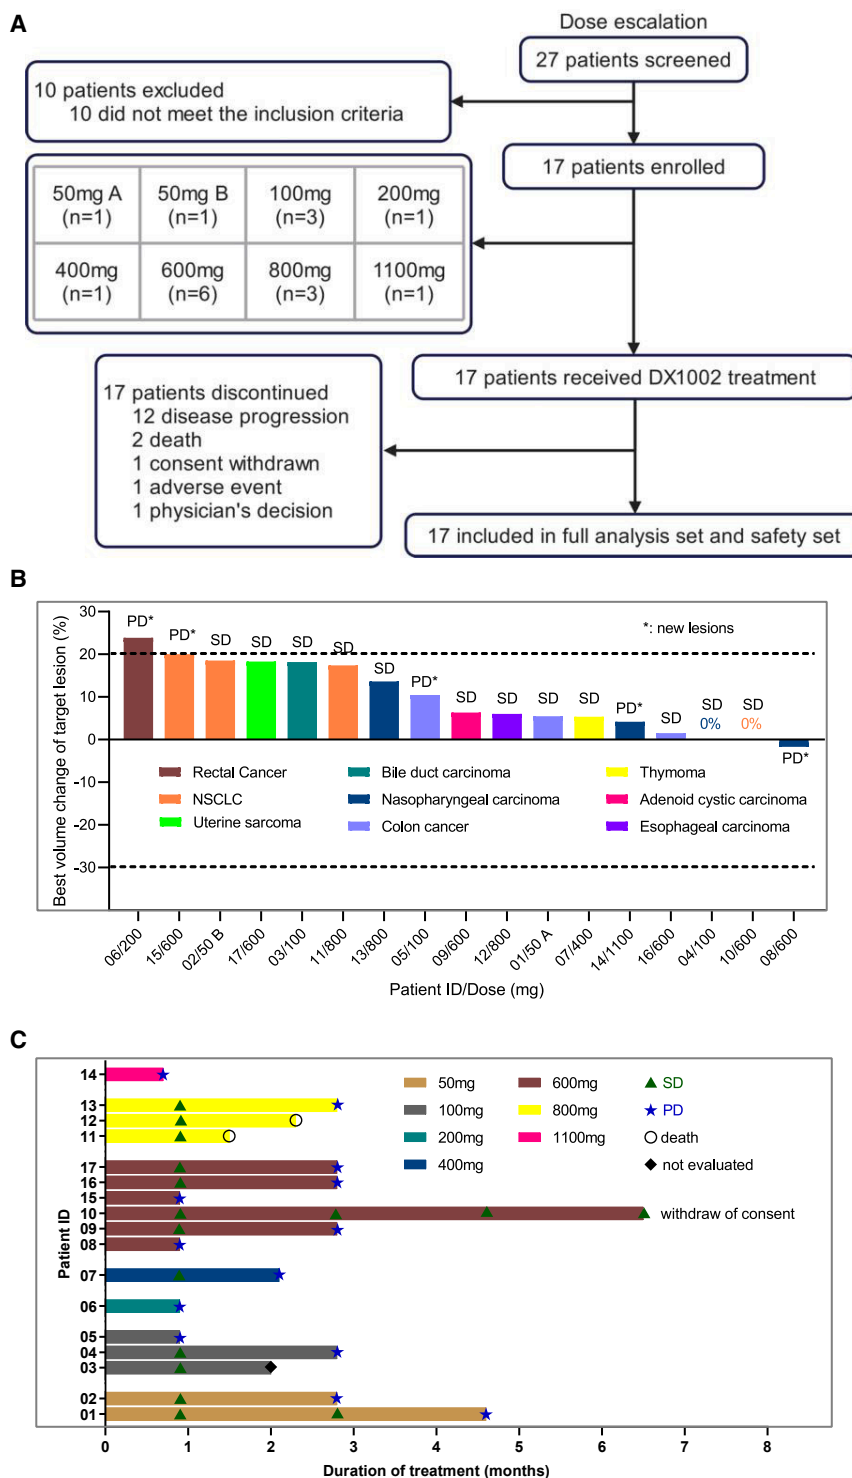 A
Dose escalation
27 patients screened
10 patients excluded
10 did not meet the inclusion criteria
17 patients enrolled
50mg A 50mg B 100mg 200mg
(n=1) (n=1) (n=3) (n=1)
400mg 600mg 800mg 1100mg
(n=1) (n=6) (n=3) (n=1)
17 patients received DX1002 treatment
17 patients discontinued
12 disease progression
2 death
1 consent withdrawn
1 adverse event
1 physician's decision
17 included in full analysis set and safety set
B
Best volume change of target lesion (%)
30
20
10
0
-10
-20
-30
PD* PD* SD SD SD SD SD PD* SD SD SD SD PD* SD SD SD PD*
0% 0%
*: new lesions
Rectal Cancer Bile duct carcinoma Thymoma
NSCLC Nasopharyngeal carcinoma Adenoid cystic carcinoma
Uterine sarcoma Colon cancer Esophageal carcinoma
06/200 15/600 02/50 B 17/600 03/100 11/800 13/800 05/100 09/600 12/800 01/50 A 07/400 14/1100 16/600 04/100 10/600 08/600
Patient ID/Dose (mg)
C
Patient ID
14
13
12
11
17
16
15
10
09
08
07
06
05
04
03
02
01
50mg 600mg SD
100mg 800mg PD
200mg 1100mg death
400mg not evaluated
withdraw of consent
0 1 2 3 4 5 6 7 8
Duration of treatment (months)